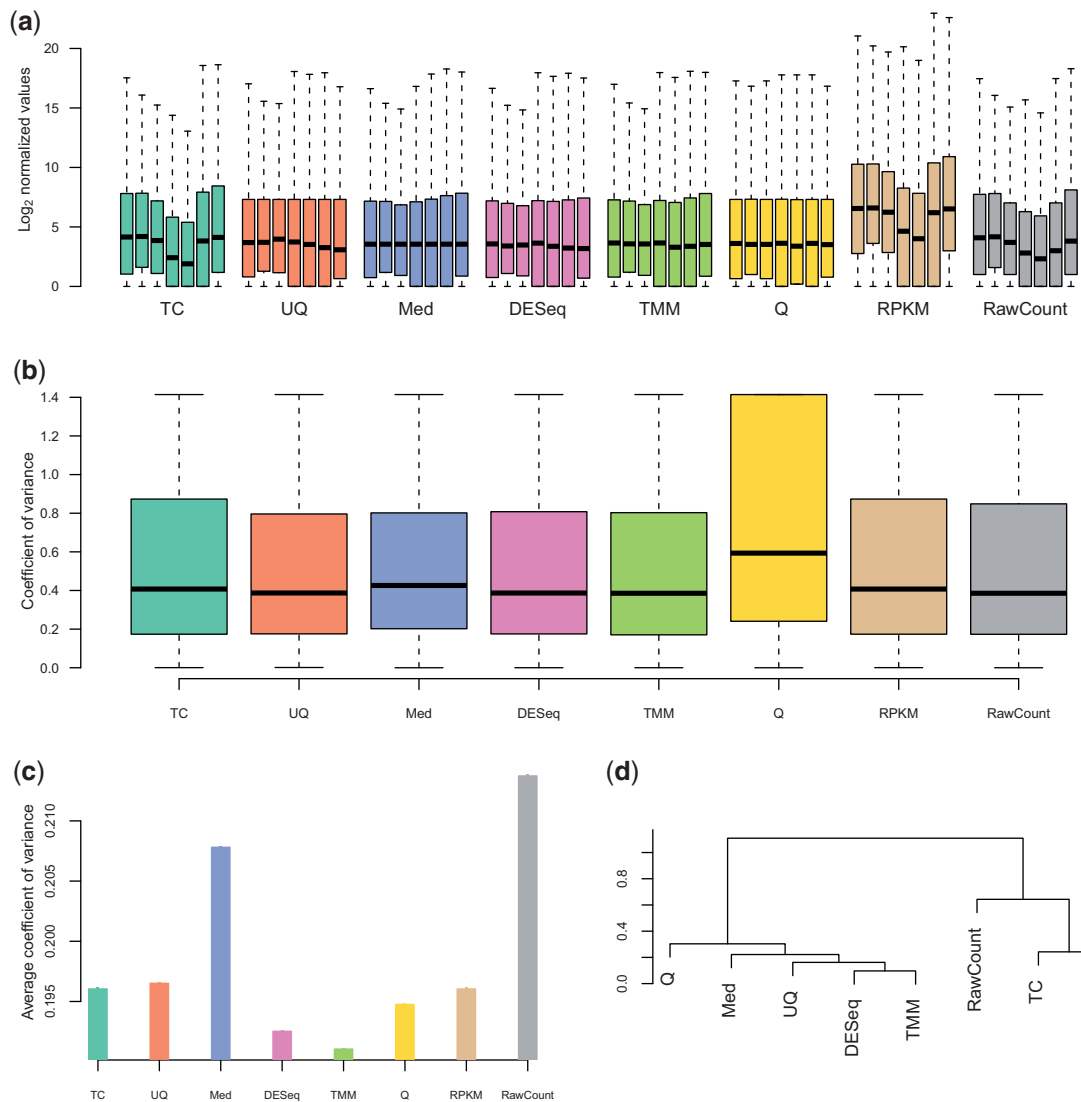 (a)
Log2 normalized values
20
15
10
5
0
TC UQ Med DESeq TMM Q RPKM RawCount
(b)
Coefficient of variance
1.4
1.2
1.0
0.8
0.6
0.4
0.2
0.0
TC UQ Med DESeq TMM Q RPKM RawCount
(c)
Average coefficient of variance
0.210
0.205
0.200
0.195
TC UQ Med DESeq TMM Q RPKM RawCount
(d)
0.8
0.4
0.0
Q
Med
UQ
DESeq
TMM
RawCount
TC